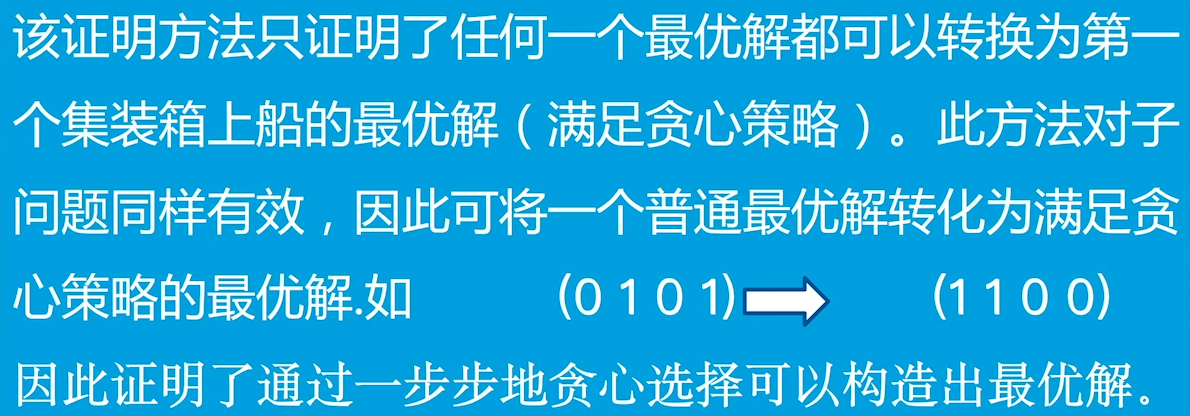 该证明方法只证明了任何一个最优解都可以转换为第一
个集装箱上船的最优解（满足贪心策略）。此方法对子
问题同样有效，因此可将一个普通最优解转化为满足贪
心策略的最优解.如 (0 1 0 1) (1 1 0 0)
因此证明了通过一步步地贪心选择可以构造出最优解。